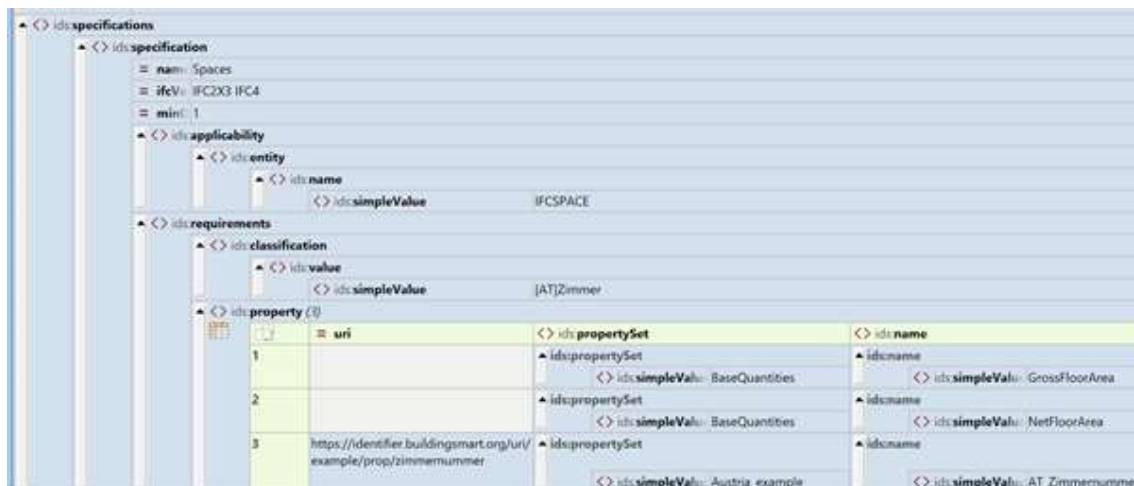 ids:specifications
ids:specification
name Spaces
ifcVe IFC2X3 IFC4
minO 1
ids:applicability
ids:entity
ids:name
ids:simpleValue IFCSPACE
ids:requirements
ids:classification
ids:value
ids:simpleValue [AT]Zimmer
ids:property (3)
uri ids:propertySet ids:name
1 ids:propertySet ids:name
ids:simpleValu BaseQuantities ids:simpleValu GrossFloorArea
2 ids:propertySet ids:name
ids:simpleValu BaseQuantities ids:simpleValu NetFloorArea
3 https://identifier.buildingsmart.org/uri/ ids:propertySet ids:name
example/prop/zimmernummer
ids:simpleValu Austria_example ids:simpleValu AT_Zimmernumme